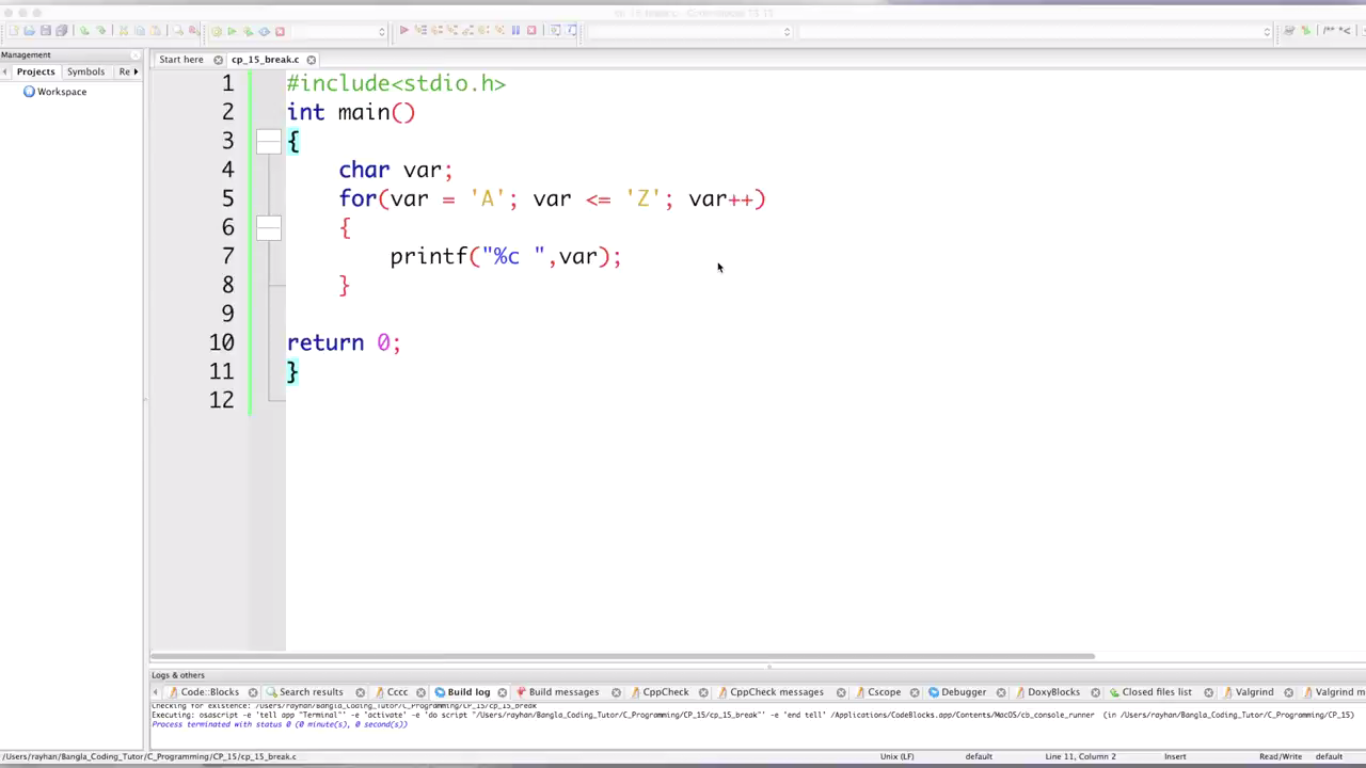 Management
Start here
cp_15_break.c
Projects Symbols Re
Workspace
1 #include<stdio.h>
2 int main()
3 {
4 char var;
5 for(var = 'A'; var <= 'Z'; var++)
6 {
7 printf("%c ",var);
8 }
9
10 return 0;
11 }
12
Logs & others
Code::Blocks Search results Cccc Build log Build messages CppCheck CppCheck messages Cscope Debugger DoxyBlocks Closed files list Valgrind Valgrind m
Checking for existence: /Users/rayhan/Bangla_Coding_Tutor/C_Programming/CP_15/cp_15_break
Executing: osascript -e 'tell app "Terminal"' -e 'activate' -e 'do script "/Users/rayhan/Bangla_Coding_Tutor/C_Programming/CP_15/cp_15_break"' -e 'end tell' /Applications/CodeBlocks.app/Contents/MacOS/cb_console_runner (in /Users/rayhan/Bangla_Coding_Tutor/C_Programming/CP_15)
Process terminated with status 0 (0 minute(s), 0 second(s))
/Users/rayhan/Bangla_Coding_Tutor/C_Programming/CP_15/cp_15_break.c Unix (LF) default Line 11, Column 2 Insert Read/Write default